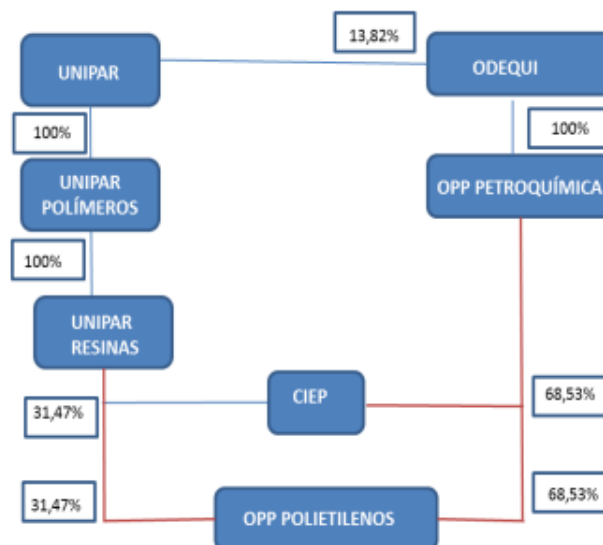 13,82%
UNIPAR
ODEQUI
100%
100%
UNIPAR
POLÍMEROS
OPP PETROQUÍMICA
100%
UNIPAR
RESINAS
CIEP
31,47%
68,53%
31,47%
68,53%
OPP POLIETILENOS